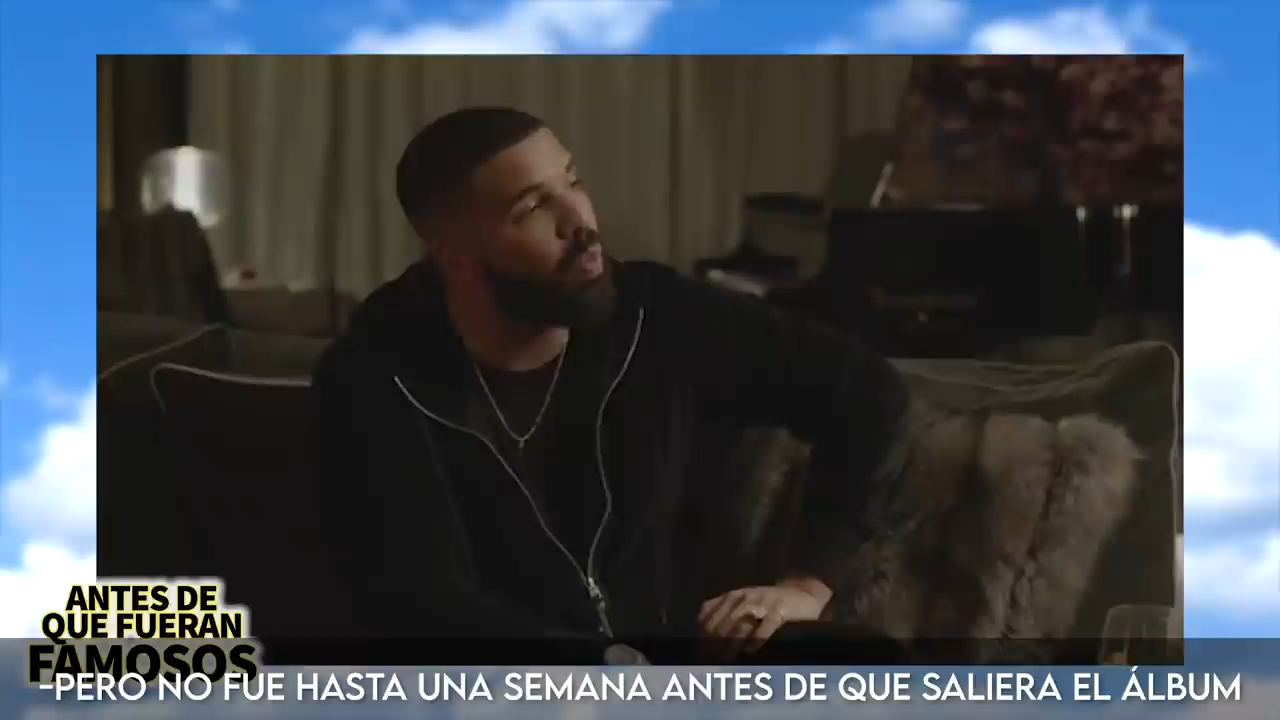 ANTES DE
QUE FUERAN
FAMOSOS
-PERO NO FUE HASTA UNA SEMANA ANTES DE QUE SALIERA EL ÁLBUM